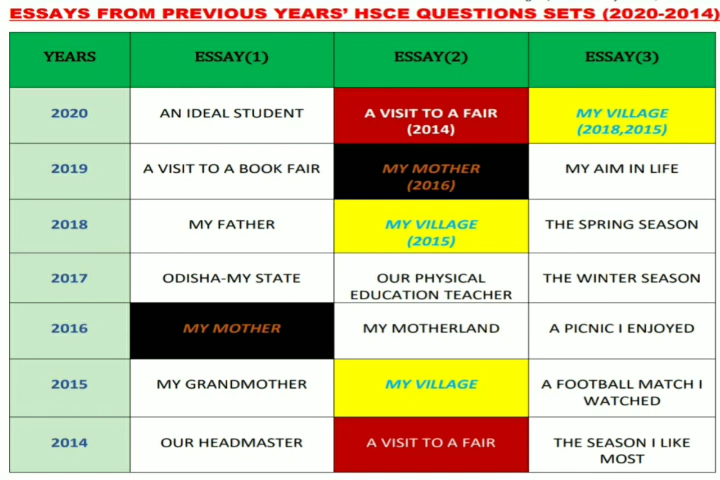 ESSAYS FROM PREVIOUS YEARS' HSCE QUESTIONS SETS (2020-2014)
YEARS ESSAY(1) ESSAY(2) ESSAY(3)
2020 AN IDEAL STUDENT A VISIT TO A FAIR MY VILLAGE
(2014) (2018,2015)
2019 A VISIT TO A BOOK FAIR MY MOTHER MY AIM IN LIFE
(2016)
2018 MY FATHER MY VILLAGE THE SPRING SEASON
(2015)
2017 ODISHA-MY STATE OUR PHYSICAL THE WINTER SEASON
EDUCATION TEACHER
2016 MY MOTHER MY MOTHERLAND A PICNIC I ENJOYED
2015 MY GRANDMOTHER MY VILLAGE A FOOTBALL MATCH I
WATCHED
2014 OUR HEADMASTER A VISIT TO A FAIR THE SEASON I LIKE
MOST